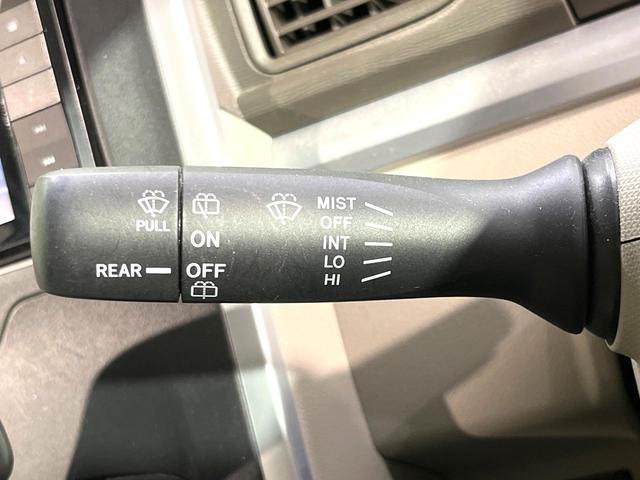 PULL
REAR
ON
OFF
MIST
OFF
INT
LO
HI